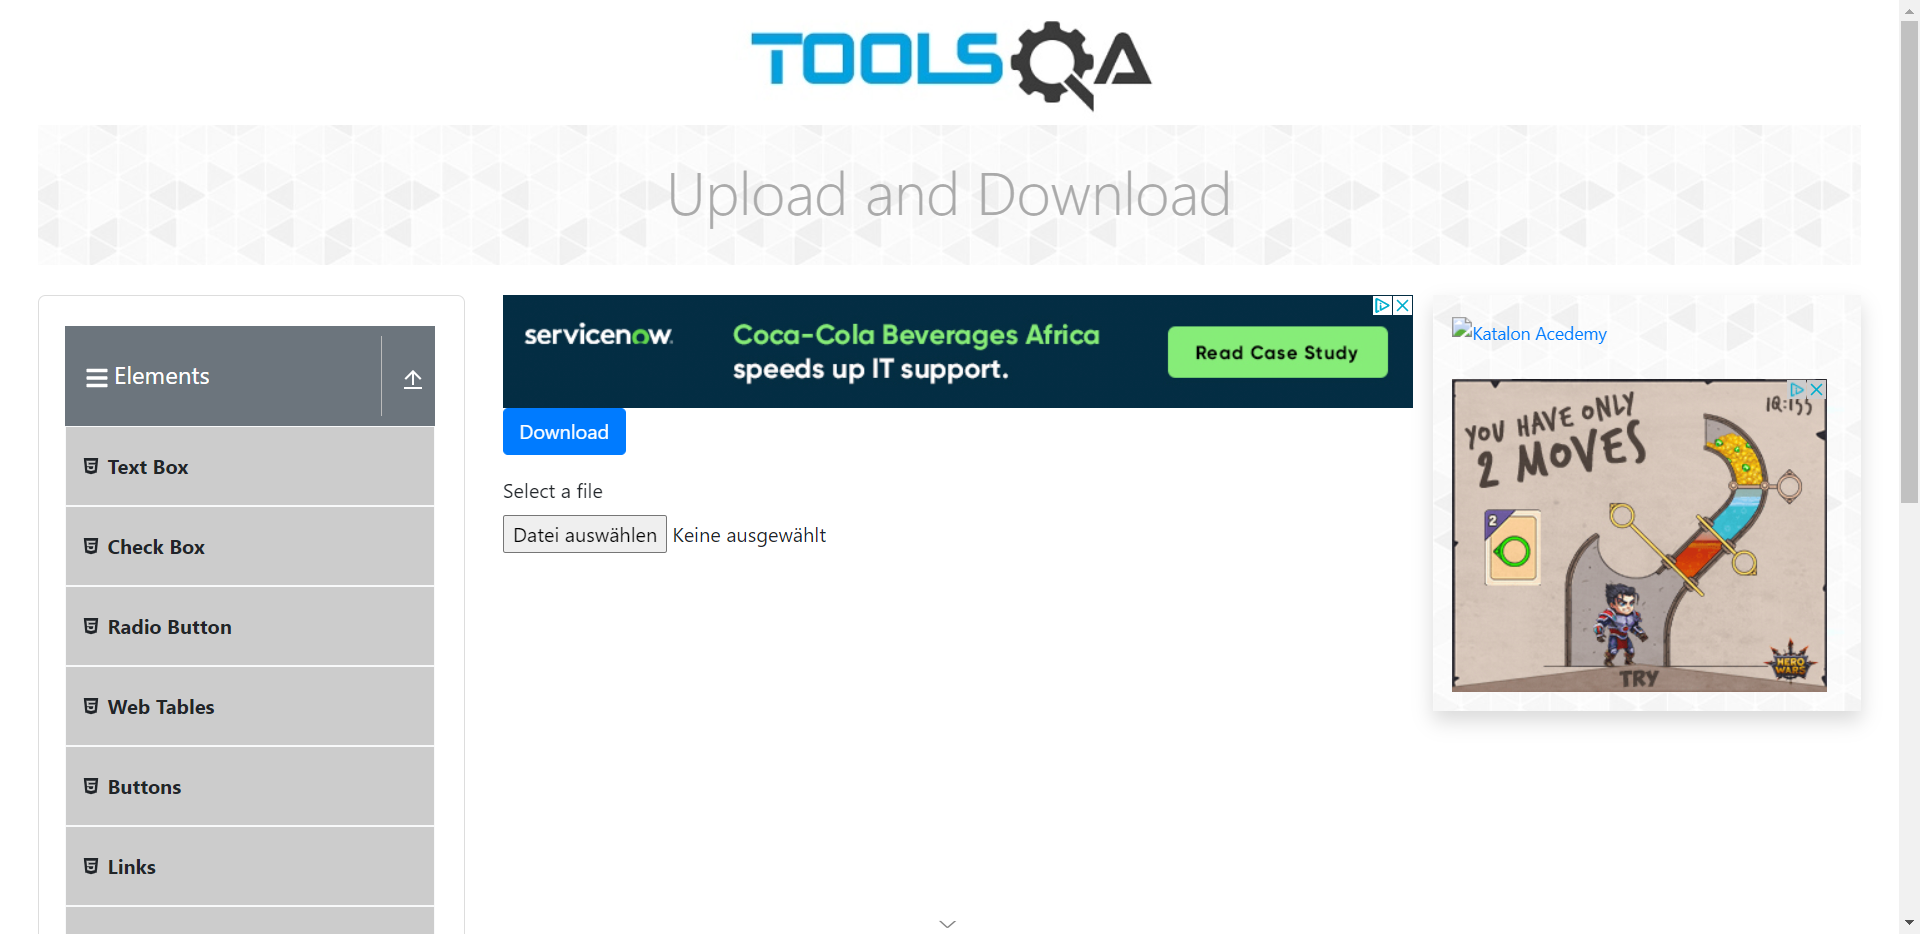 TOOLSQA
Upload and Download
Elements
Text Box
Check Box
Radio Button
Web Tables
Buttons
Links
servicenow.
Coca-Cola Beverages Africa
speeds up IT support.
Read Case Study
Download
Select a file
Datei auswählen Keine ausgewählt
Katalon Acedemy
IQ:155
YOU HAVE ONLY
2 MOVES
2
HERO
WARS
TRY